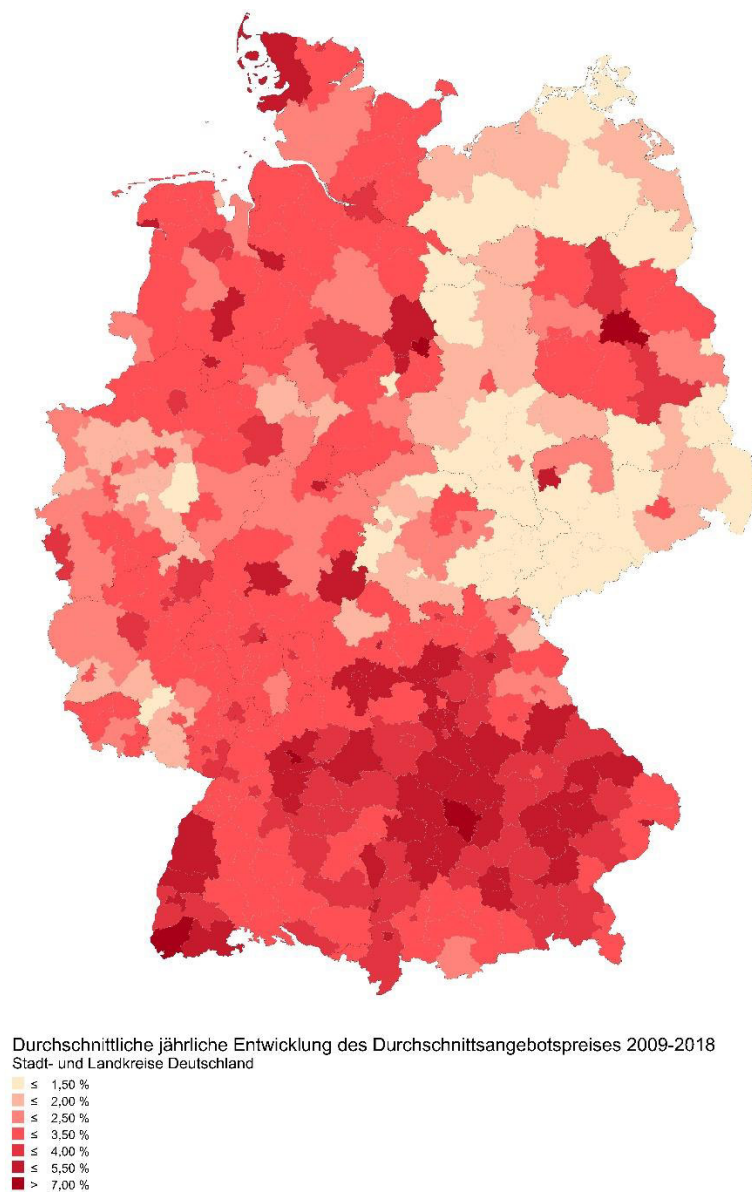 Durchschnittliche jährliche Entwicklung des Durchschnittsangebotspreises 2009-2018
Stadt- und Landkreise Deutschland
≤ 1,50 %
≤ 2,00 %
≤ 2,50 %
≤ 3,50 %
≤ 4,00 %
≤ 5,50 %
> 7,00 %